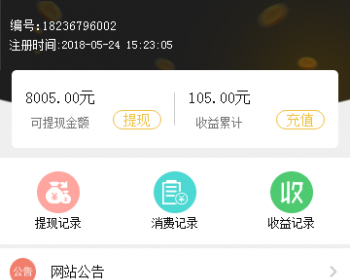 编号:18236796002
注册时间:2018-05-24 15:23:05
8005.00元
105.00元
可提现金额
提现
收益累计
充值
收
提现记录
消费记录
收益记录
公告
网站公告